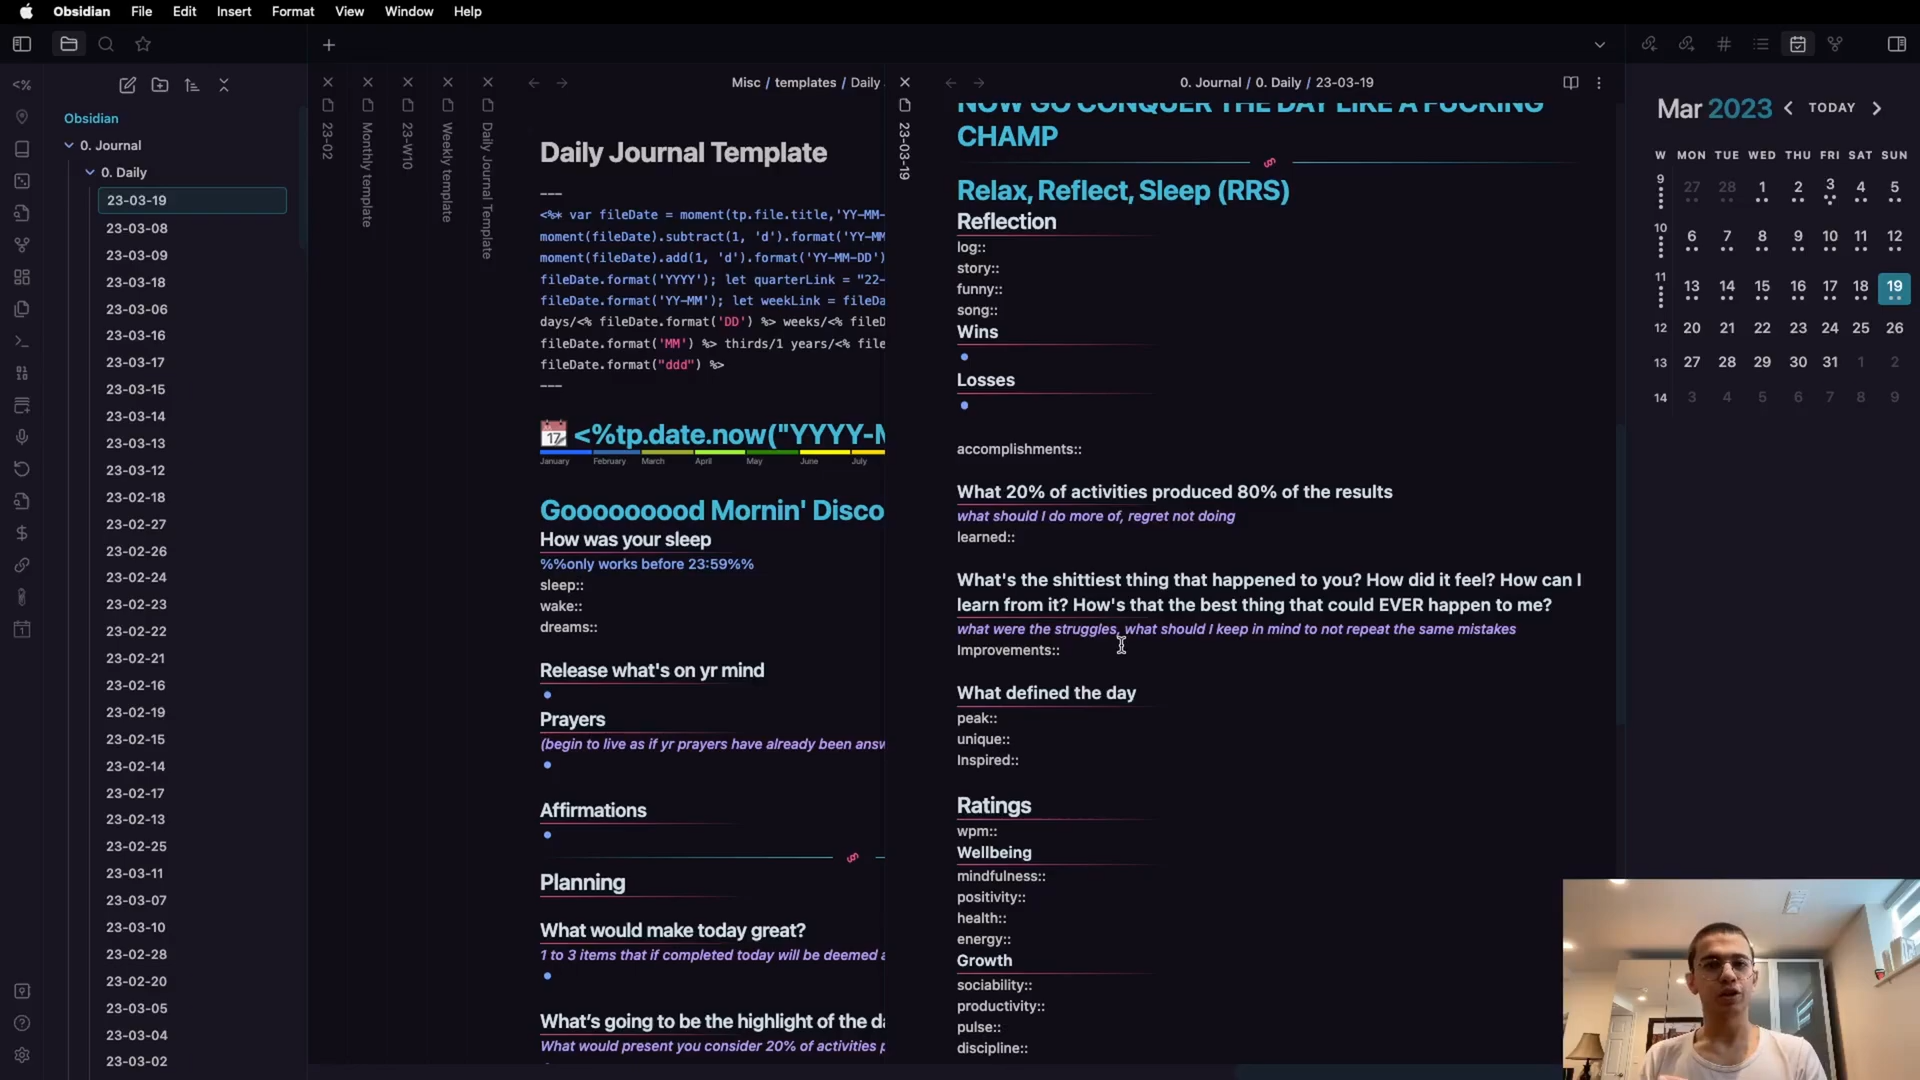 Obsidian File Edit Insert Format View Window Help
Obsidian
0. Journal
0. Daily
23-03-19
23-03-08
23-03-09
23-03-18
23-03-06
23-03-16
23-03-17
23-03-15
23-03-14
23-03-13
23-03-12
23-02-18
23-02-27
23-02-26
23-02-24
23-02-23
23-02-22
23-02-21
23-02-16
23-02-19
23-02-15
23-02-14
23-02-17
23-02-13
23-02-25
23-03-11
23-03-07
23-03-10
23-02-28
23-02-20
23-03-05
23-03-04
23-03-02
23-02
Monthly template
23-W10
Weekly template
Daily Journal Template
Misc / templates / Daily
Daily Journal Template
---
<%* var fileDate = moment(tp.file.title,'YY-MM-
moment(fileDate).subtract(1, 'd').format('YY-MM
moment(fileDate).add(1, 'd').format('YY-MM-DD')
fileDate.format('YYYY'); let quarterLink = "22-
fileDate.format('YY-MM'); let weekLink = fileDa
days/<% fileDate.format('DD') %> weeks/<% fileD
fileDate.format('MM') %> thirds/1 years/<% file
fileDate.format("ddd") %>
---
17 <%tp.date.now("YYYY-M
January February March April May June July
Gooooooood Mornin' Disco
How was your sleep
%%only works before 23:59%%
sleep::
wake::
dreams::
Release what's on yr mind
Prayers
(begin to live as if yr prayers have already been answ
Affirmations
Planning
What would make today great?
1 to 3 items that if completed today will be deemed a
What's going to be the highlight of the da
What would present you consider 20% of activities p
23-03-19
0. Journal / 0. Daily / 23-03-19
NOW GO CONQUER THE DAY LIKE A FUCKING
CHAMP
Relax, Reflect, Sleep (RRS)
Reflection
log::
story::
funny::
song::
Wins
Losses
accomplishments::
What 20% of activities produced 80% of the results
what should I do more of, regret not doing
learned::
What's the shittiest thing that happened to you? How did it feel? How can I
learn from it? How's that the best thing that could EVER happen to me?
what were the struggles, what should I keep in mind to not repeat the same mistakes
Improvements::
What defined the day
peak::
unique::
Inspired::
Ratings
wpm::
Wellbeing
mindfulness::
positivity::
health::
energy::
Growth
sociability::
productivity::
pulse::
discipline::
Mar 2023 TODAY
W MON TUE WED THU FRI SAT SUN
9 27 28 1 2 3 4 5
10 6 7 8 9 10 11 12
11 13 14 15 16 17 18 19
12 20 21 22 23 24 25 26
13 27 28 29 30 31 1 2
14 3 4 5 6 7 8 9